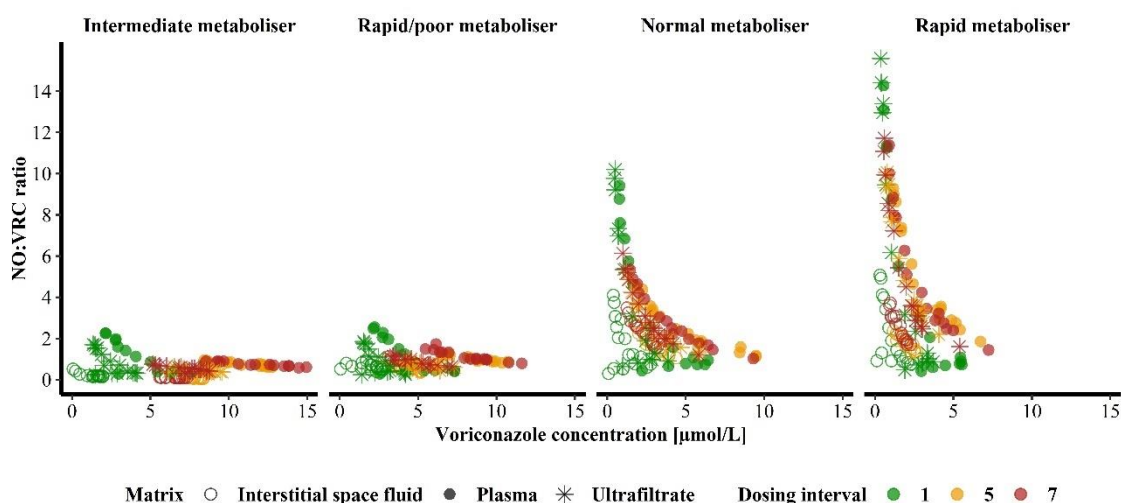 Intermediate metaboliser Rapid/poor metaboliser Normal metaboliser Rapid metaboliser
NO:VRC ratio
14
12
10
8
6
4
2
0
0 5 10 15 0 5 10 15 0 5 10 15 0 5 10 15
Voriconazole concentration [µmol/L]
Matrix Interstitial space fluid Plasma Ultrafiltrate Dosing interval 1 5 7